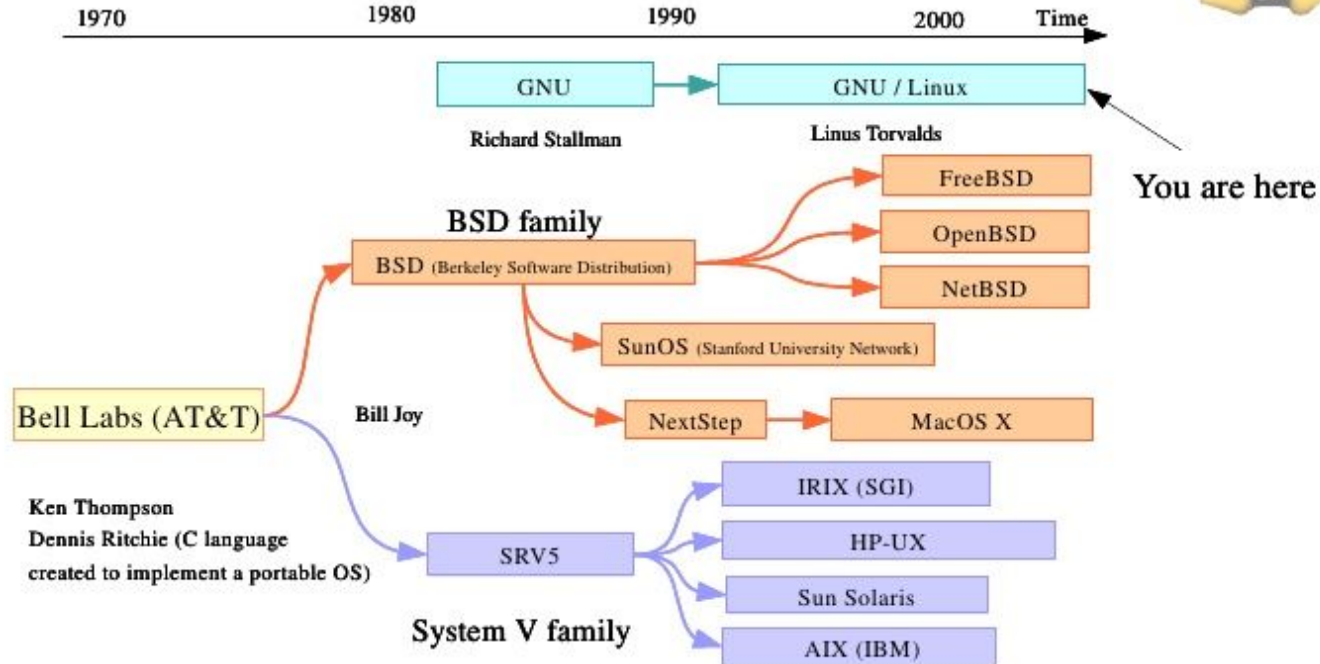 1970 1980 1990 2000 Time
GNU GNU / Linux
Richard Stallman Linus Torvalds
FreeBSD
You are here
BSD family
OpenBSD
BSD (Berkeley Software Distribution)
NetBSD
SunOS (Stanford University Network)
Bell Labs (AT&T)
Bill Joy
NextStep MacOS X
IRIX (SGI)
Ken Thompson
Dennis Ritchie (C language
created to implement a portable OS)
HP-UX
SRV5
Sun Solaris
System V family
AIX (IBM)